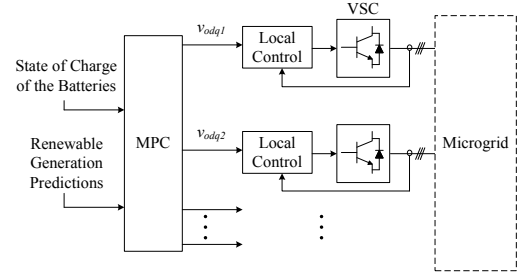 VSC
v_odq1
Local
Control
State of Charge
of the Batteries
MPC
Microgrid
Renewable
Generation
Predictions
v_odq2
Local
Control